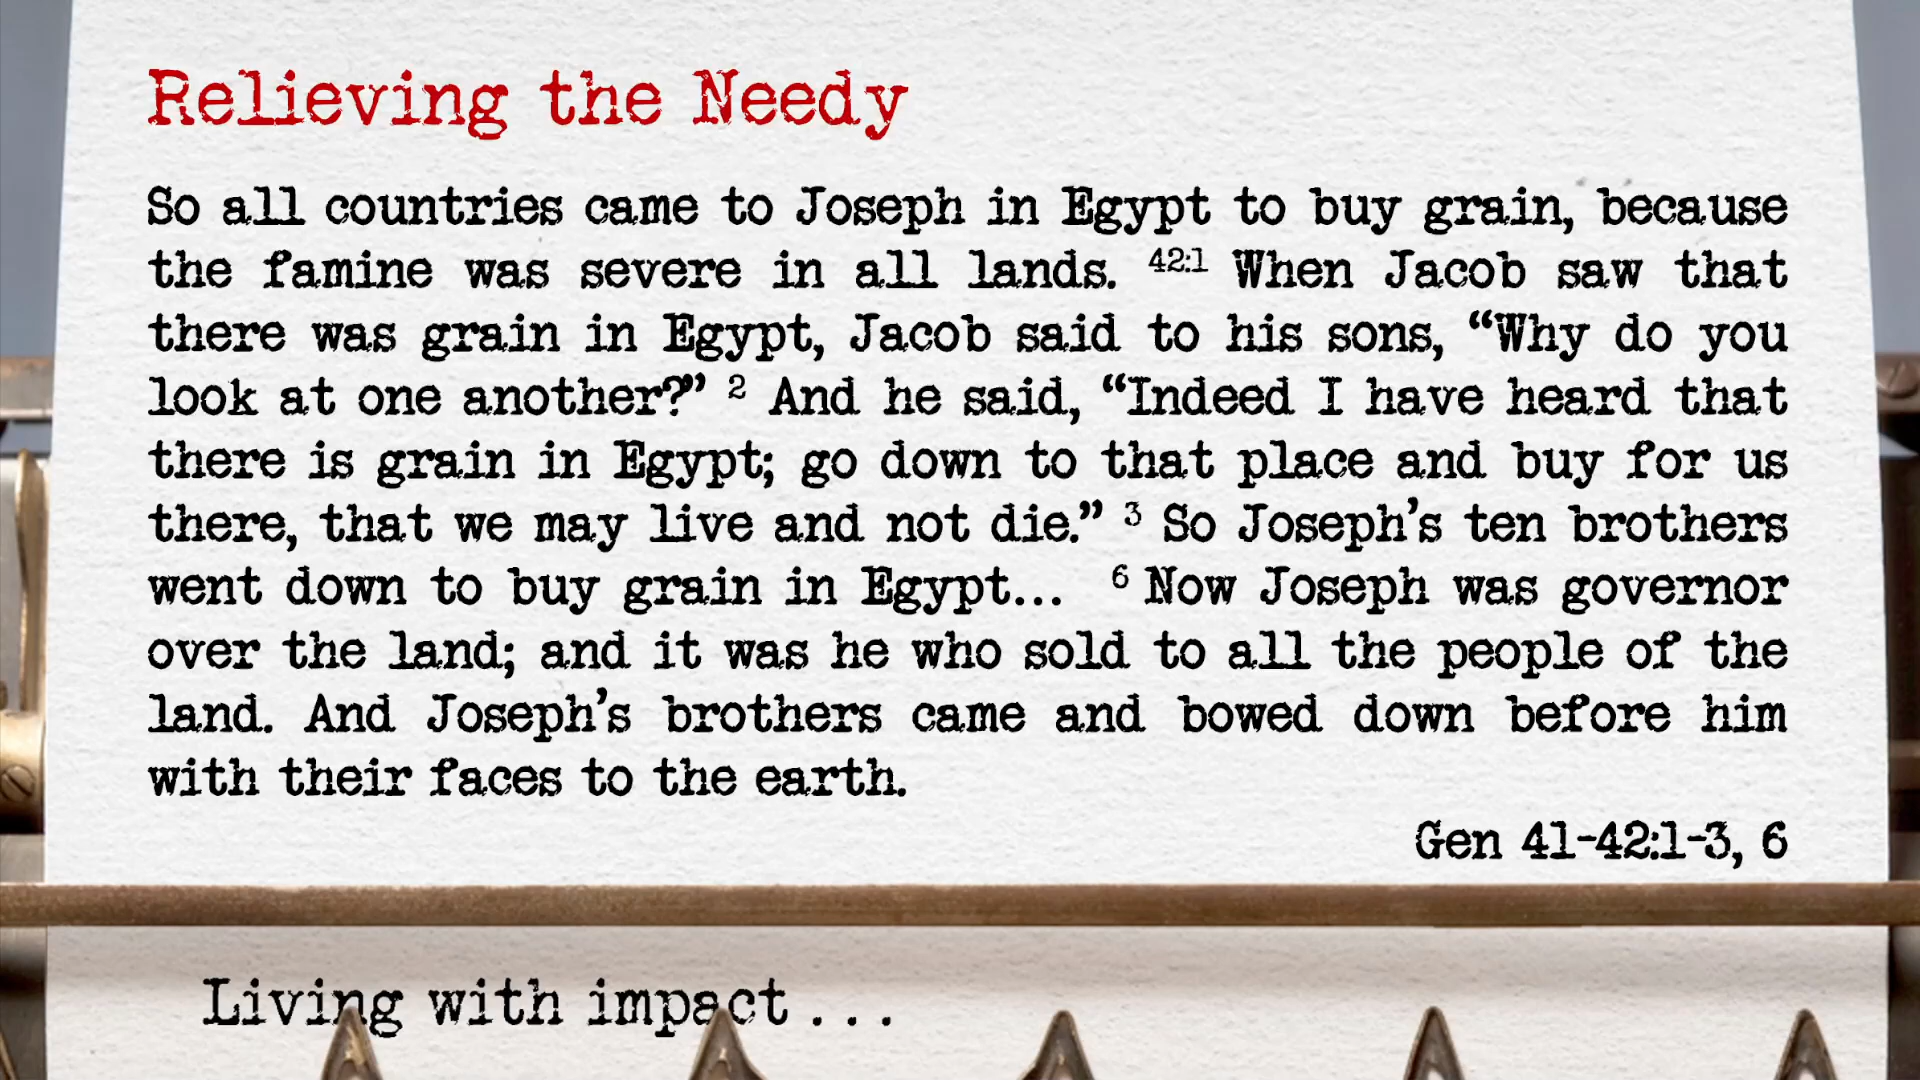 Relieving the Needy
So all countries came to Joseph in Egypt to buy grain, because
the famine was severe in all lands. 42:1 When Jacob saw that
there was grain in Egypt, Jacob said to his sons, “Why do you
look at one another?” 2 And he said, “Indeed I have heard that
there is grain in Egypt; go down to that place and buy for us
there, that we may live and not die.” 3 So Joseph’s ten brothers
went down to buy grain in Egypt… 6 Now Joseph was governor
over the land; and it was he who sold to all the people of the
land. And Joseph’s brothers came and bowed down before him
with their faces to the earth.
Gen 41-42:1-3, 6
Living with impact . . .